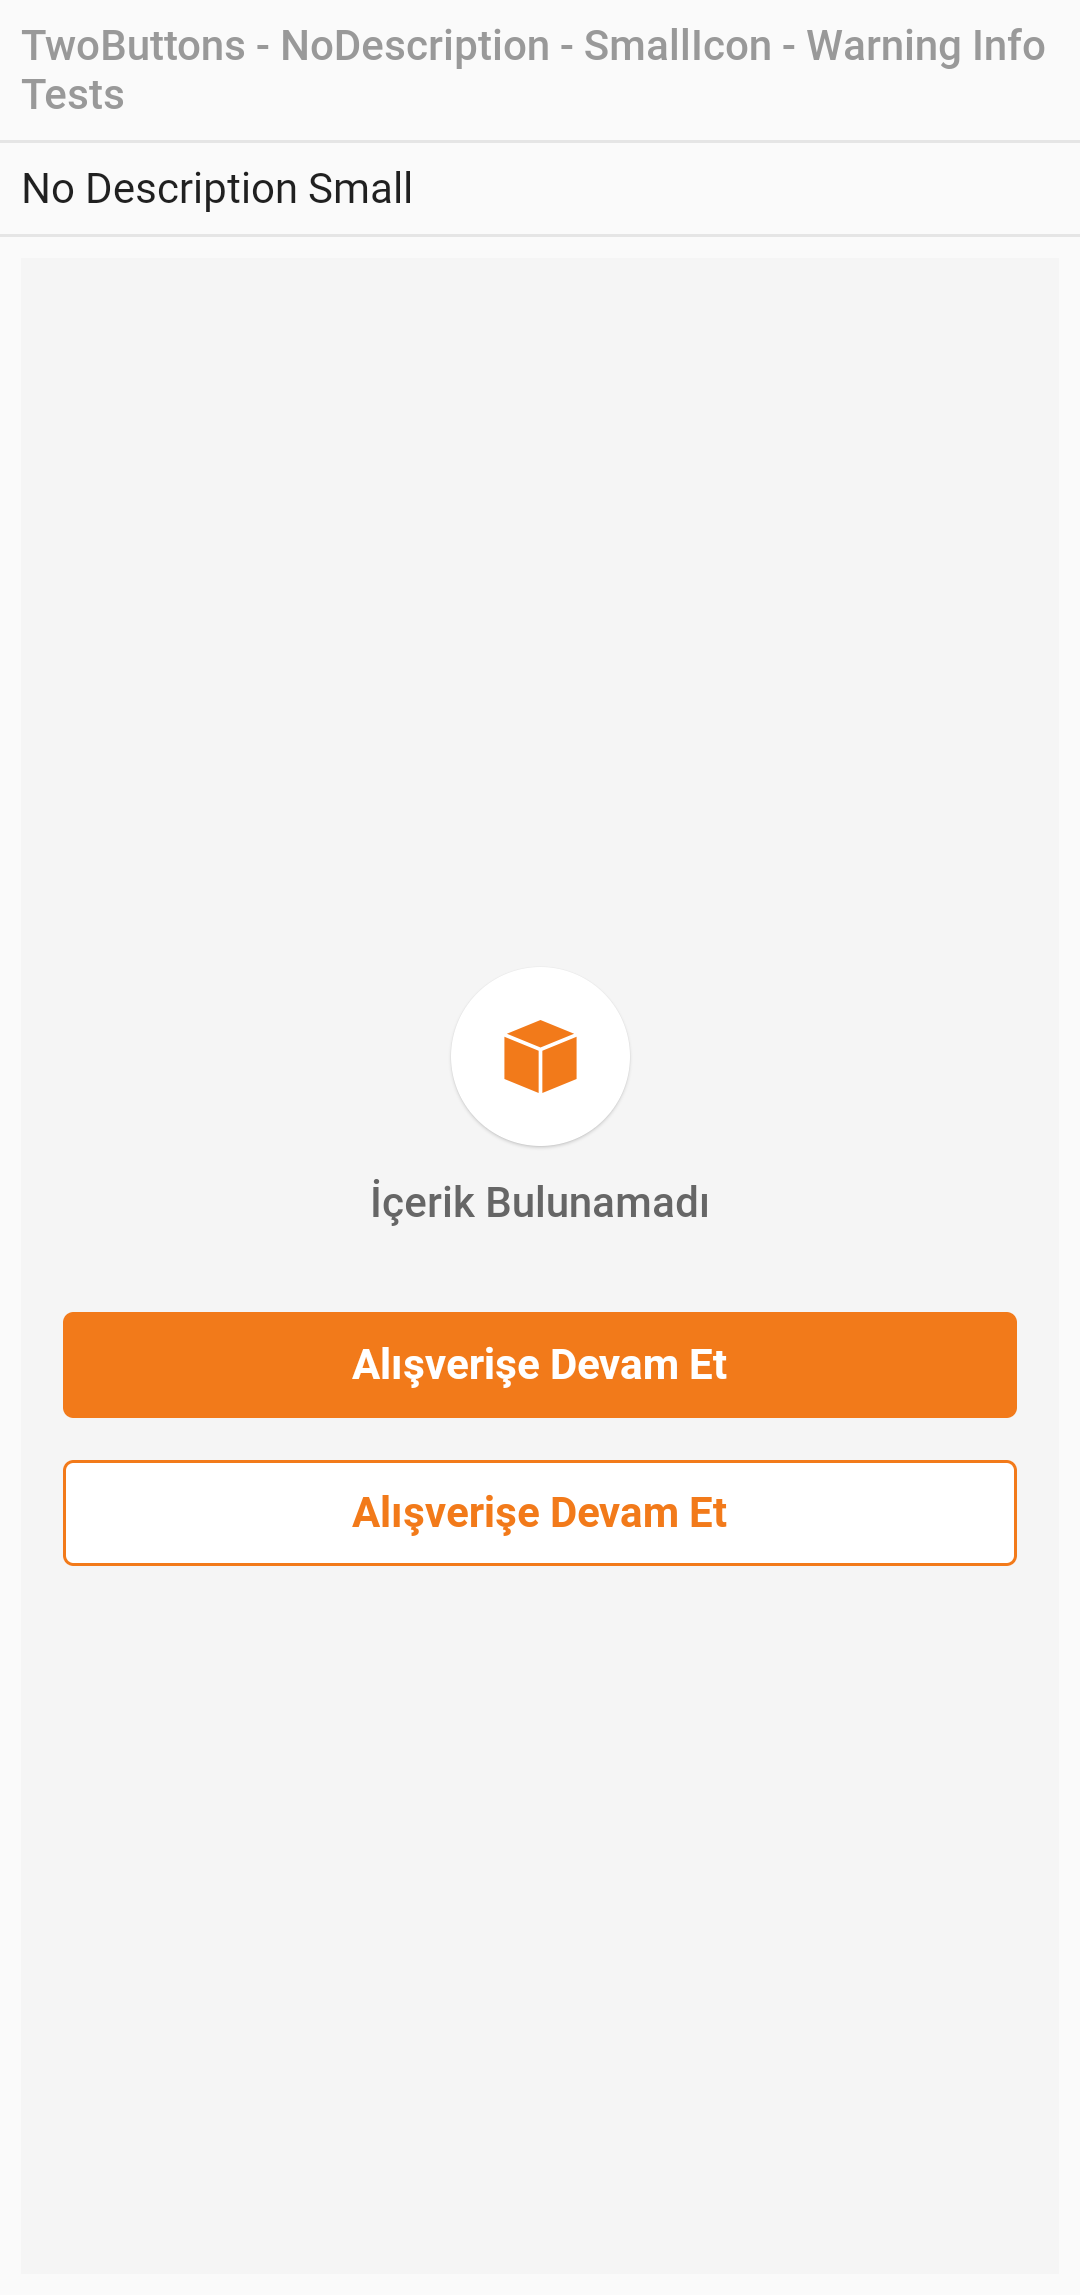 TwoButtons - NoDescription - SmallIcon - Warning Info
Tests
No Description Small
İçerik Bulunamadı
Alışverişe Devam Et
Alışverişe Devam Et